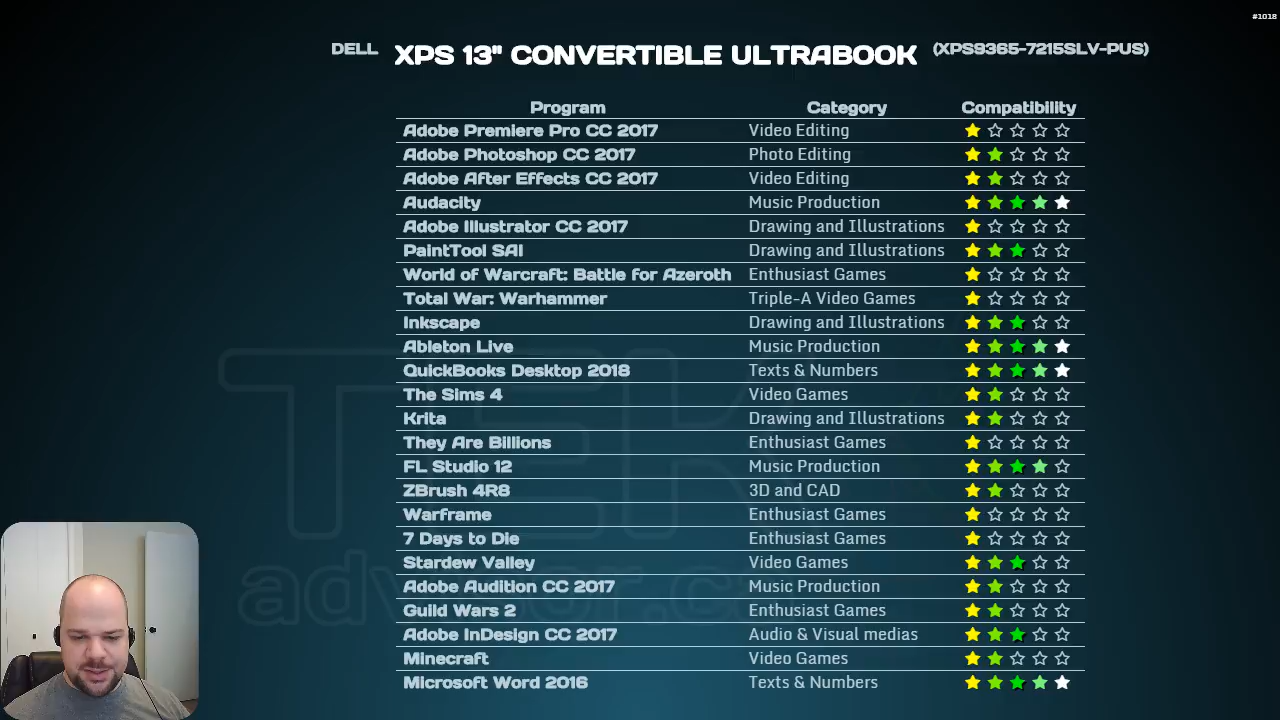 #1018
DELL XPS 13" CONVERTIBLE ULTRABOOK (XPS9365-7215SLV-PUS)
Program Category Compatibility
Adobe Premiere Pro CC 2017 Video Editing
Adobe Photoshop CC 2017 Photo Editing
Adobe After Effects CC 2017 Video Editing
Audacity Music Production
Adobe Illustrator CC 2017 Drawing and Illustrations
PaintTool SAI Drawing and Illustrations
World of Warcraft: Battle for Azeroth Enthusiast Games
Total War: Warhammer Triple-A Video Games
Inkscape Drawing and Illustrations
Ableton Live Music Production
QuickBooks Desktop 2018 Texts & Numbers
The Sims 4 Video Games
Krita Drawing and Illustrations
They Are Billions Enthusiast Games
FL Studio 12 Music Production
ZBrush 4R8 3D and CAD
Warframe Enthusiast Games
7 Days to Die Enthusiast Games
Stardew Valley Video Games
Adobe Audition CC 2017 Music Production
Guild Wars 2 Enthusiast Games
Adobe InDesign CC 2017 Audio & Visual medias
Minecraft Video Games
Microsoft Word 2016 Texts & Numbers